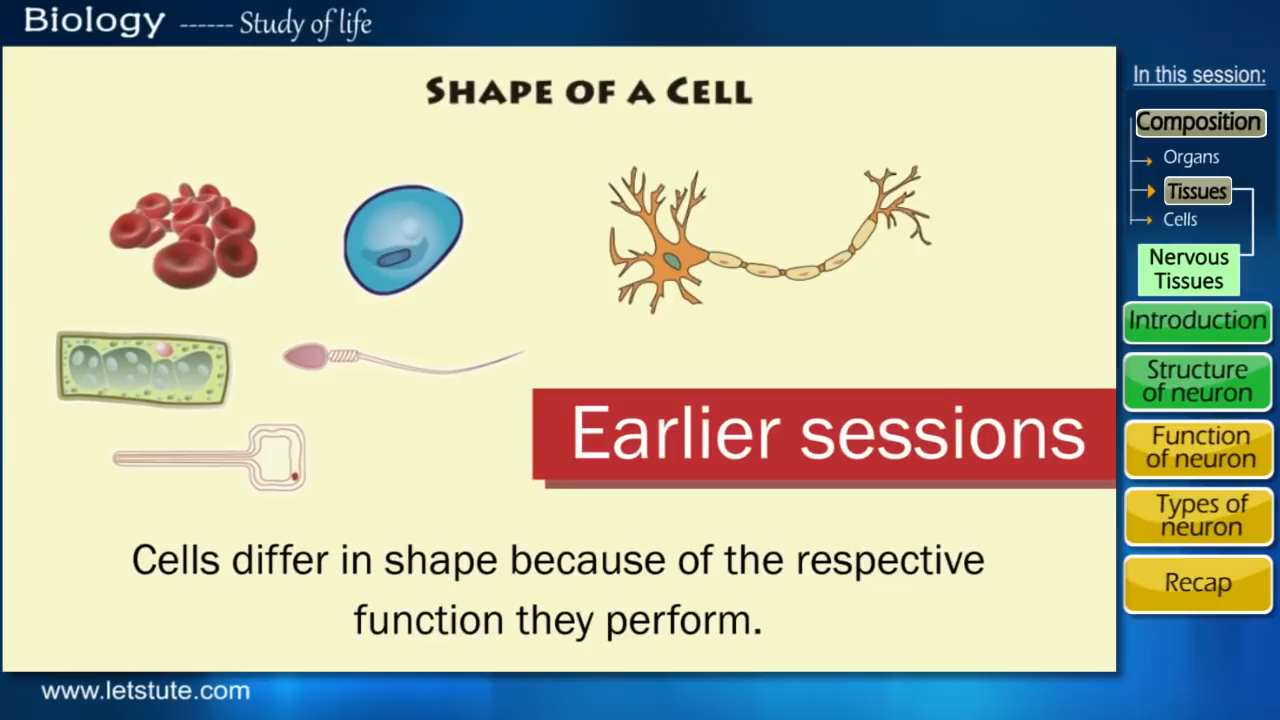 Biology ------ Study of life
SHAPE OF A CELL
Earlier sessions
Cells differ in shape because of the respective
function they perform.
www.letstute.com
In this session:
Composition
Organs
Tissues
Cells
Nervous
Tissues
Introduction
Structure
of neuron
Function
of neuron
Types of
neuron
Recap